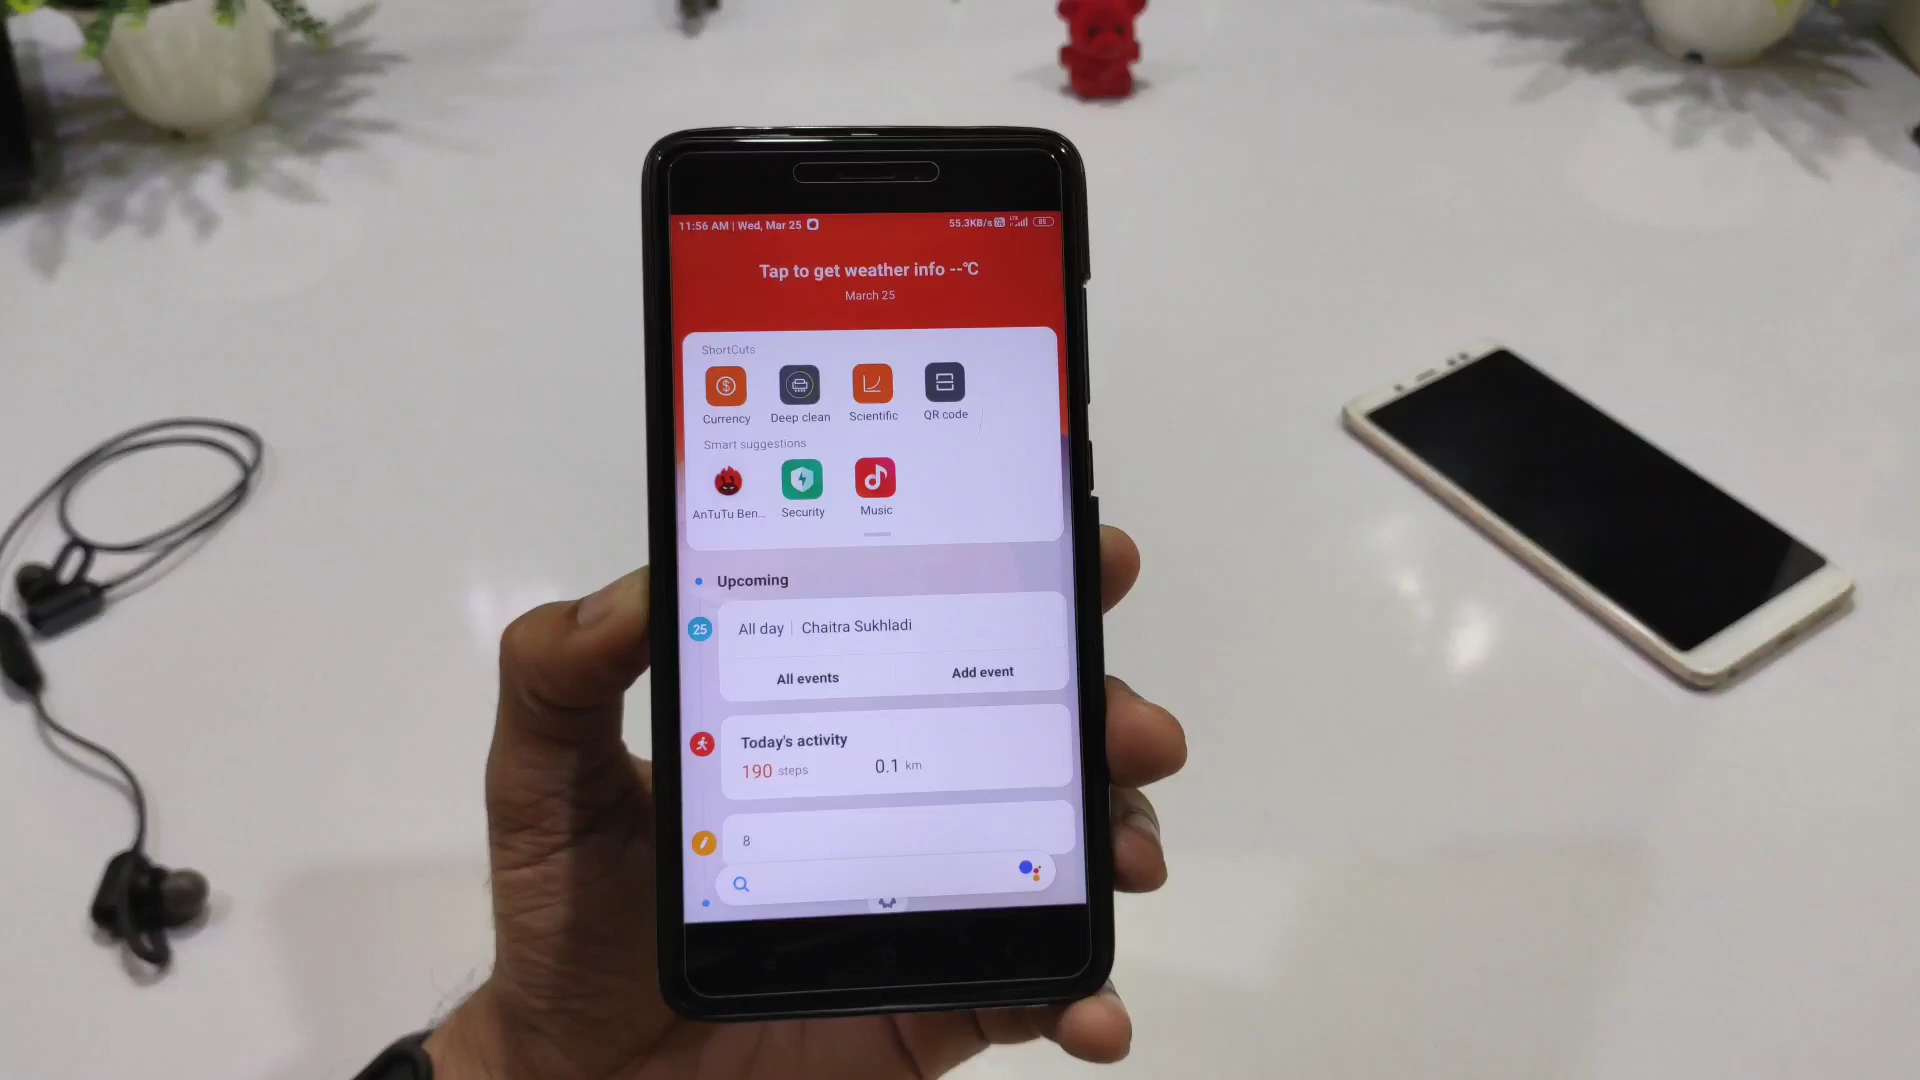 11:56 AM | Wed, Mar 25 55.3KB/s LTE 85
Tap to get weather info --°C
March 25
ShortCuts
Currency Deep clean Scientific QR code
Smart suggestions
AnTuTu Ben... Security Music
Upcoming
25 All day | Chaitra Sukhladi
All events Add event
Today's activity
190 steps 0.1 km
8